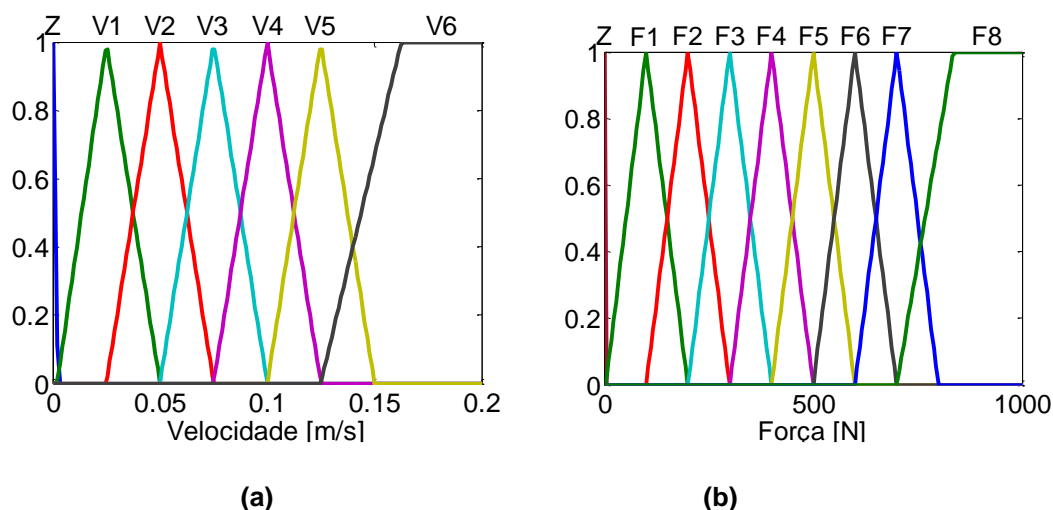 Z V1 V2 V3 V4 V5 V6
1
0.8
0.6
0.4
0.2
0
0 0.05 0.1 0.15 0.2
Velocidade [m/s]
(a)
Z F1 F2 F3 F4 F5 F6 F7 F8
1
0.8
0.6
0.4
0.2
0
0 500 1000
Força [N]
(b)